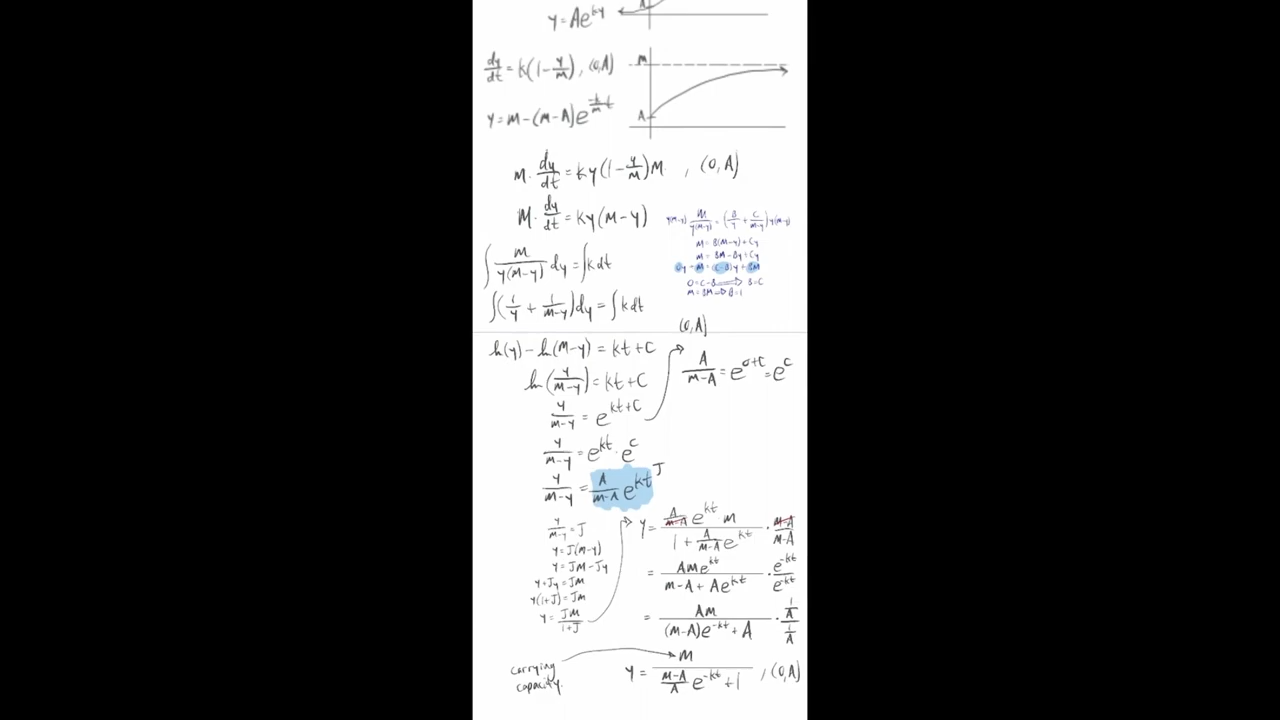 y = Ae^{ky}
A
dy/dt = k(1 - y/M), (0,A)
M
y = M - (M-A)e^{-k/M t}
A
M · dy/dt = ky(1 - y/M)M , (0,A)
M · dy/dt = ky(M-y)
y(M-y) M/(y(M-y)) = (B/y + C/(M-y)) y(M-y)
M = B(M-y) + Cy
M = BM - By + Cy
0y + M = (C-B)y + BM
0 = C-B ⟹ B=C
M = BM ⟹ B=1
∫ M/(y(M-y)) dy = ∫ k dt
∫ (1/y + 1/(M-y)) dy = ∫ k dt
(0,A)
ln(y) - ln(M-y) = kt + C
A/(M-A) = e^{0+C} = e^C
ln(y/(M-y)) = kt + C
y/(M-y) = e^{kt+C}
y/(M-y) = e^{kt} · e^C
y/(M-y) = A/(M-A) e^{kt} J
y/(M-y) = J
y = J(M-y)
y = JM - Jy
y + Jy = JM
y(1+J) = JM
y = JM/(1+J)
y = (A/(M-A) e^{kt} M)/(1 + A/(M-A) e^{kt}) · (M-A)/(M-A)
= AMe^{kt}/(M-A + Ae^{kt}) · e^{-kt}/e^{-kt}
= AM/((M-A)e^{-kt} + A) · (1/A)/(1/A)
carrying
capacity.
y = M/((M-A)/A e^{-kt} + 1) , (0,A)